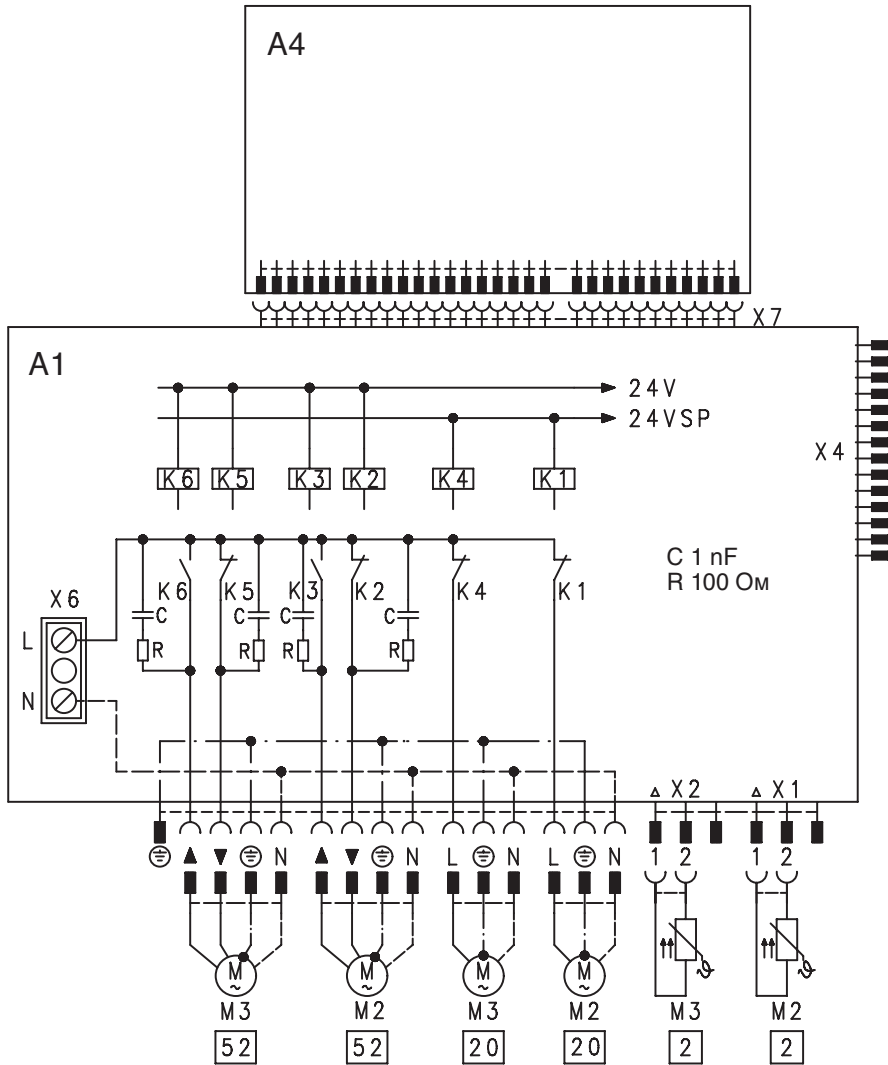 A4
X7
A1
24V
24VSP
X4
K6 K5 K3 K2 K4 K1
C 1 nF
R 100 Ом
X6
K6 K5 K3 K2 K4 K1
C C C C
L
R R R R
N
Δ X2 Δ X1
N N L N L N 1 2 1 2
M M M M
~ ~ ~ ~
M3 M2 M3 M2 M3 M2
52 52 20 20 2 2